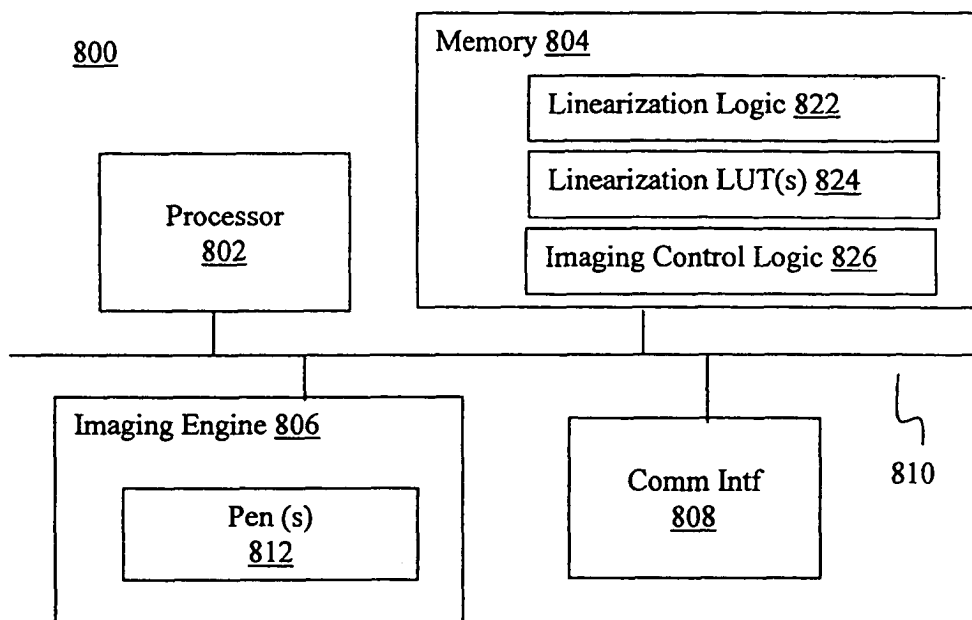 800
Memory 804
Linearization Logic 822
Linearization LUT(s) 824
Imaging Control Logic 826
Processor
802
Imaging Engine 806
Pen (s)
812
Comm Intf
808
810